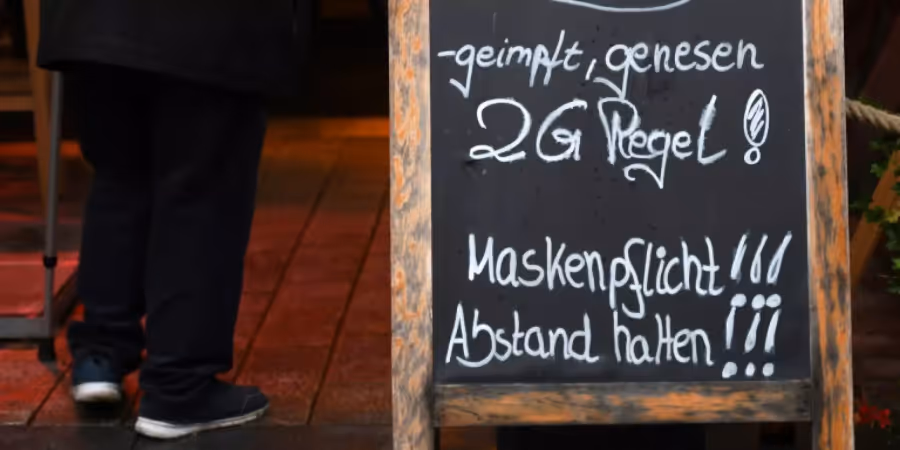 -geimpft, genesen
2G Regel!
Maskenpflicht!!!
Abstand halten!!!